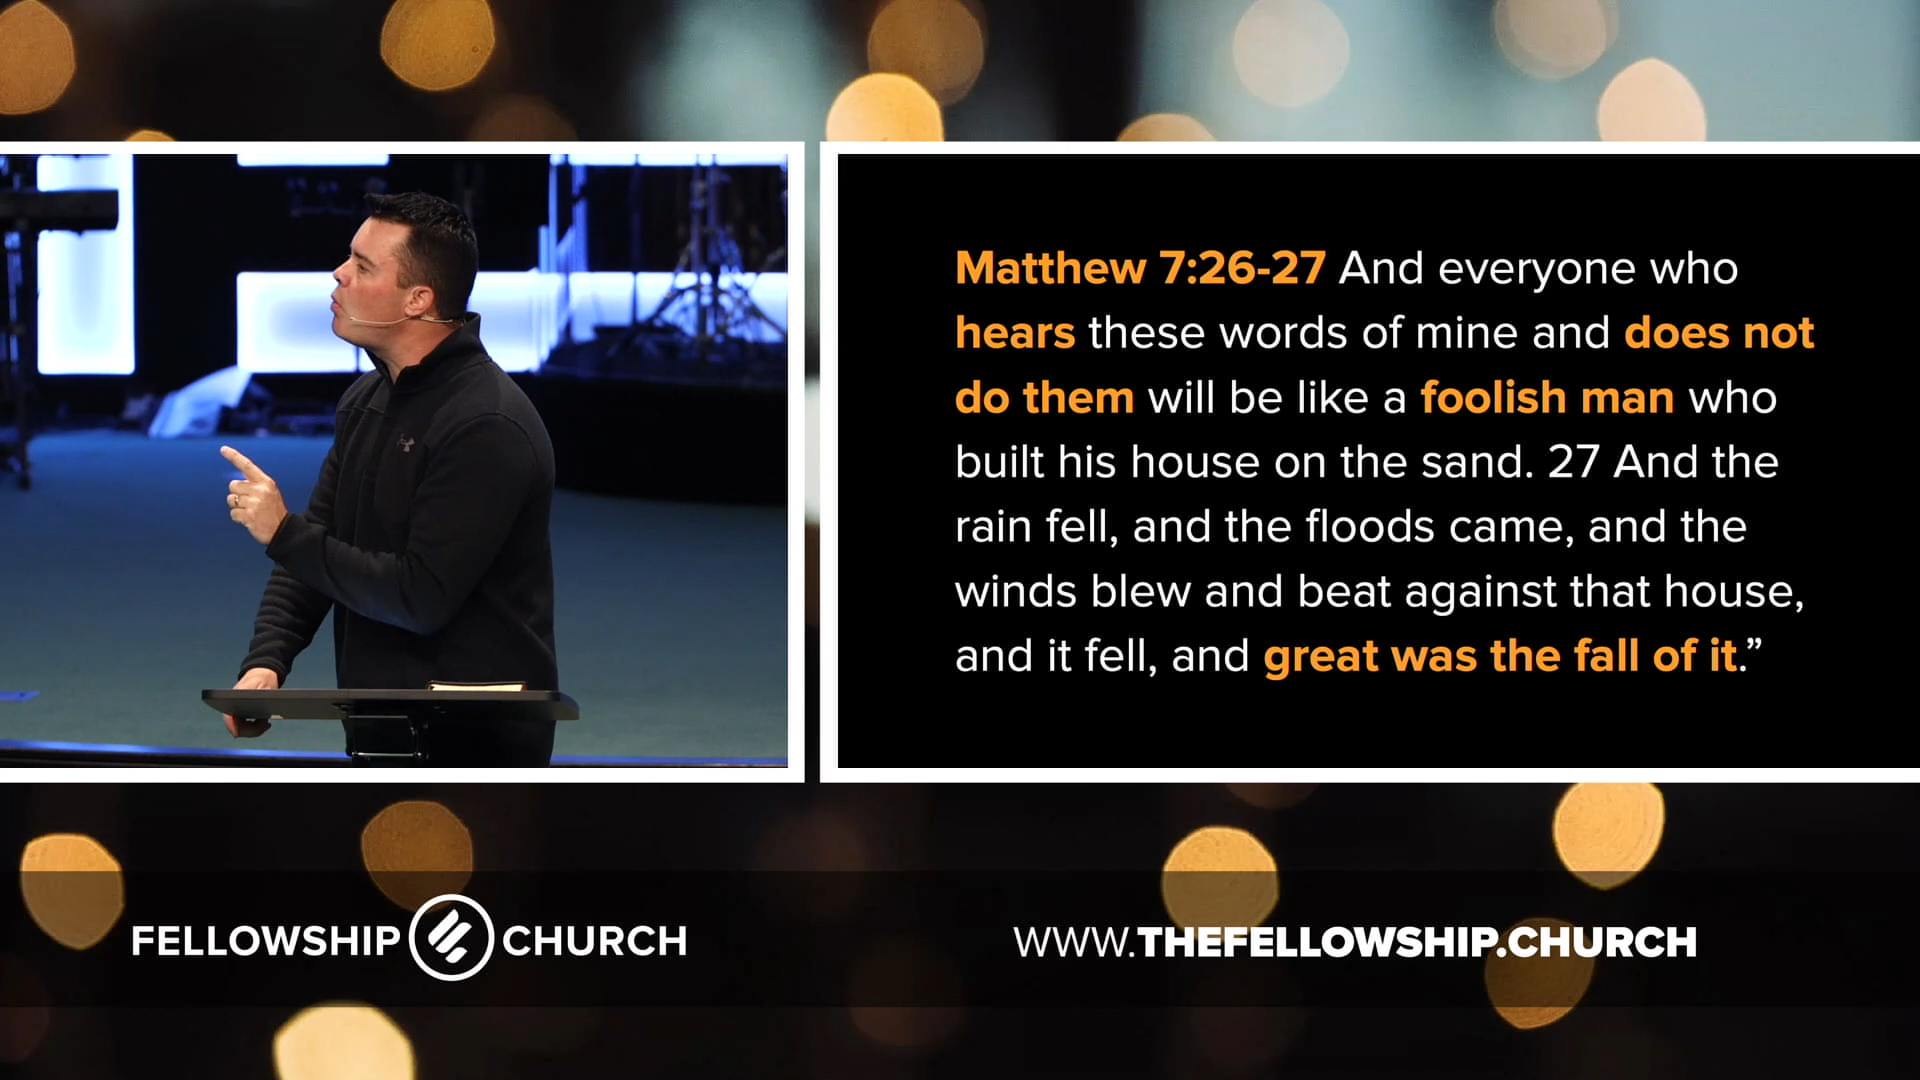 Matthew 7:26-27 And everyone who
hears these words of mine and does not
do them will be like a foolish man who
built his house on the sand. 27 And the
rain fell, and the floods came, and the
winds blew and beat against that house,
and it fell, and great was the fall of it.”
FELLOWSHIP CHURCH
WWW.THEFELLOWSHIP.CHURCH